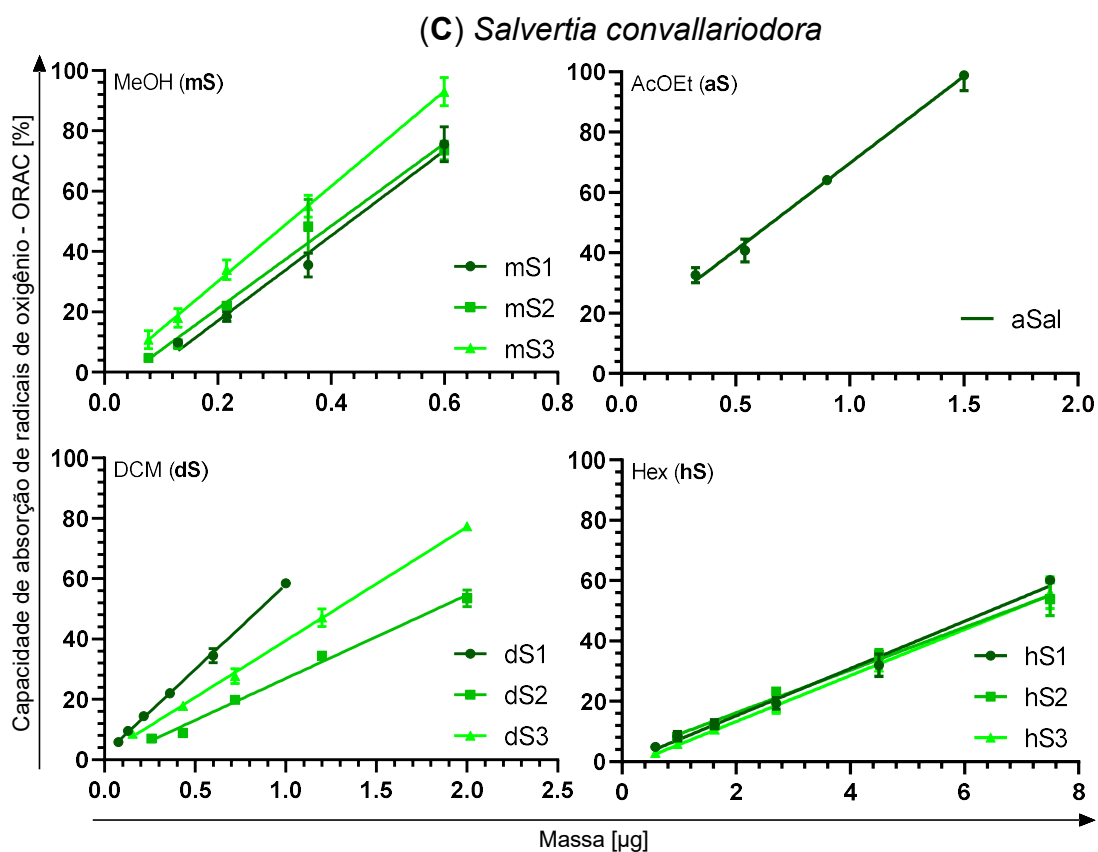 (C) Salvertia convallariodora
Capacidade de absorção de radicais de oxigênio - ORAC [%]
MeOH (mS)
100
80
60
40
20
0
0.0 0.2 0.4 0.6 0.8
mS1
mS2
mS3
AcOEt (aS)
100
80
60
40
20
0
0.0 0.5 1.0 1.5 2.0
aSal
DCM (dS)
100
80
60
40
20
0
0.0 0.5 1.0 1.5 2.0 2.5
dS1
dS2
dS3
Hex (hS)
100
80
60
40
20
0
0 2 4 6 8
hS1
hS2
hS3
Massa [µg]